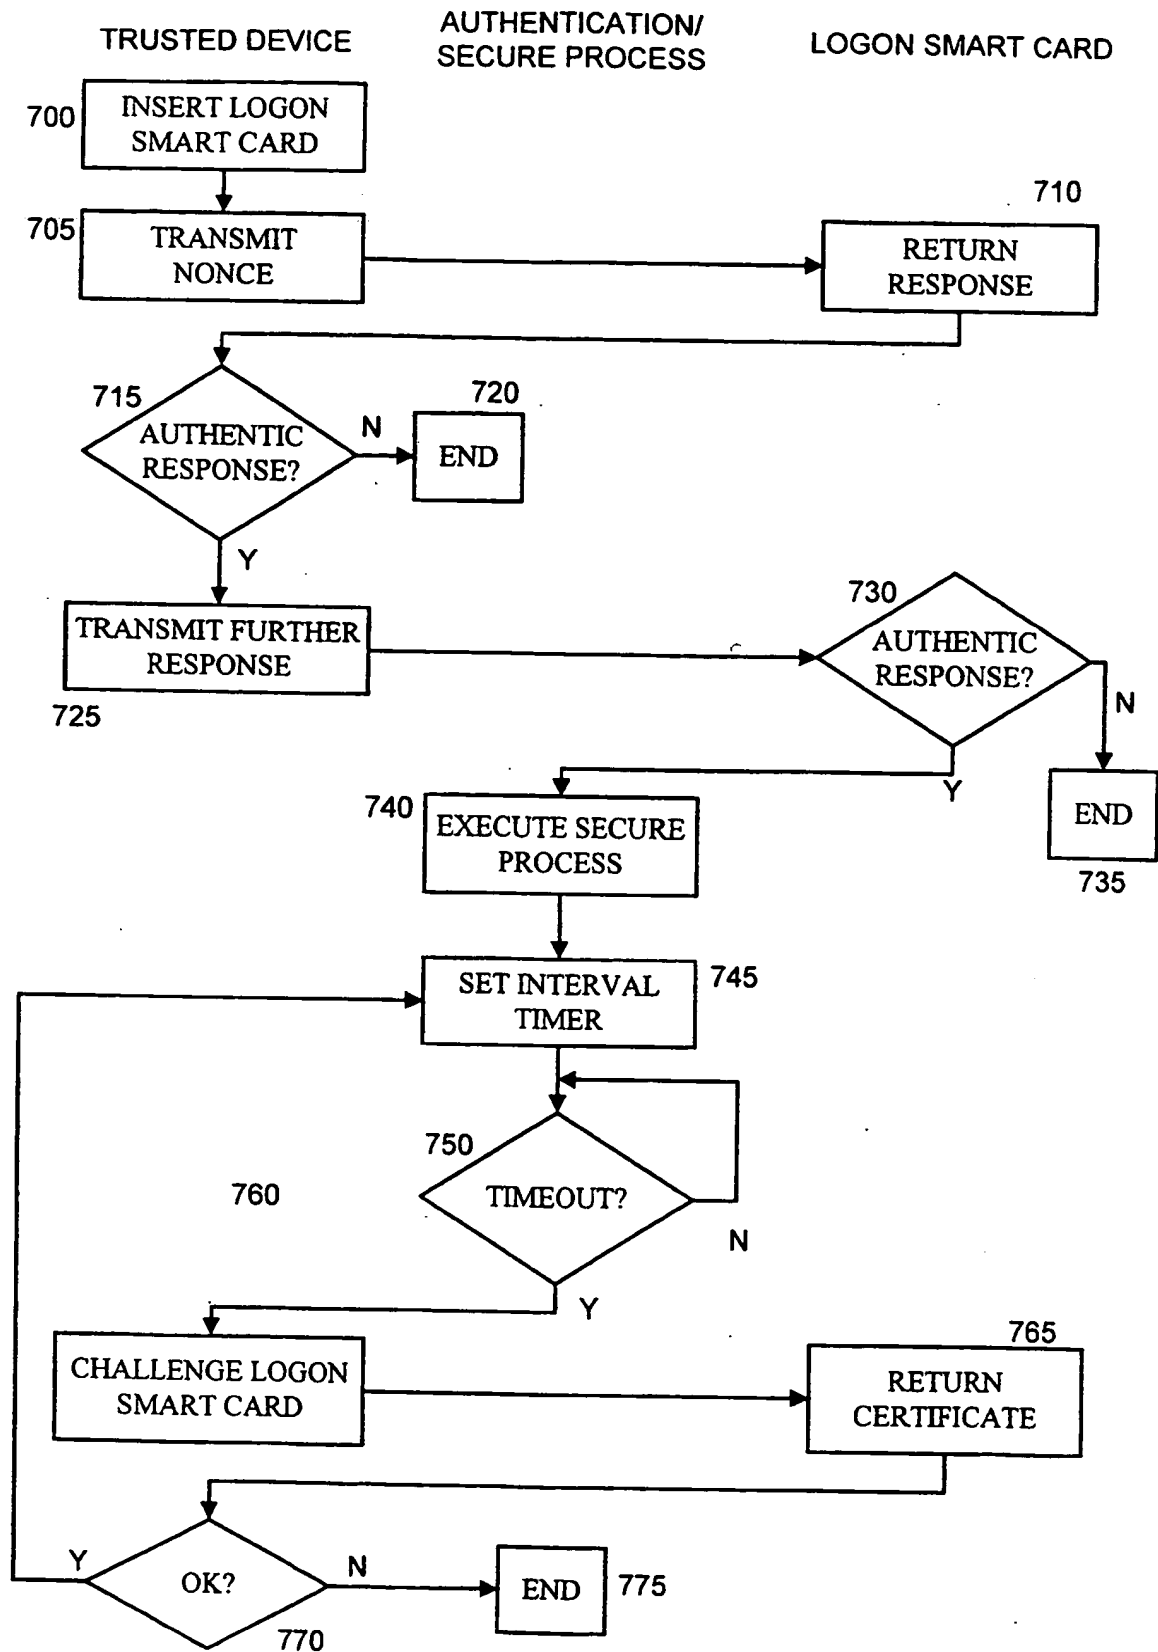 TRUSTED DEVICE
AUTHENTICATION/
SECURE PROCESS
LOGON SMART CARD
700
INSERT LOGON
SMART CARD
705
TRANSMIT
NONCE
710
RETURN
RESPONSE
715
AUTHENTIC
RESPONSE?
N
720
END
Y
TRANSMIT FURTHER
RESPONSE
725
730
AUTHENTIC
RESPONSE?
N
Y
END
735
740
EXECUTE SECURE
PROCESS
SET INTERVAL
TIMER
745
750
TIMEOUT?
N
760
Y
CHALLENGE LOGON
SMART CARD
765
RETURN
CERTIFICATE
Y
OK?
N
770
END
775